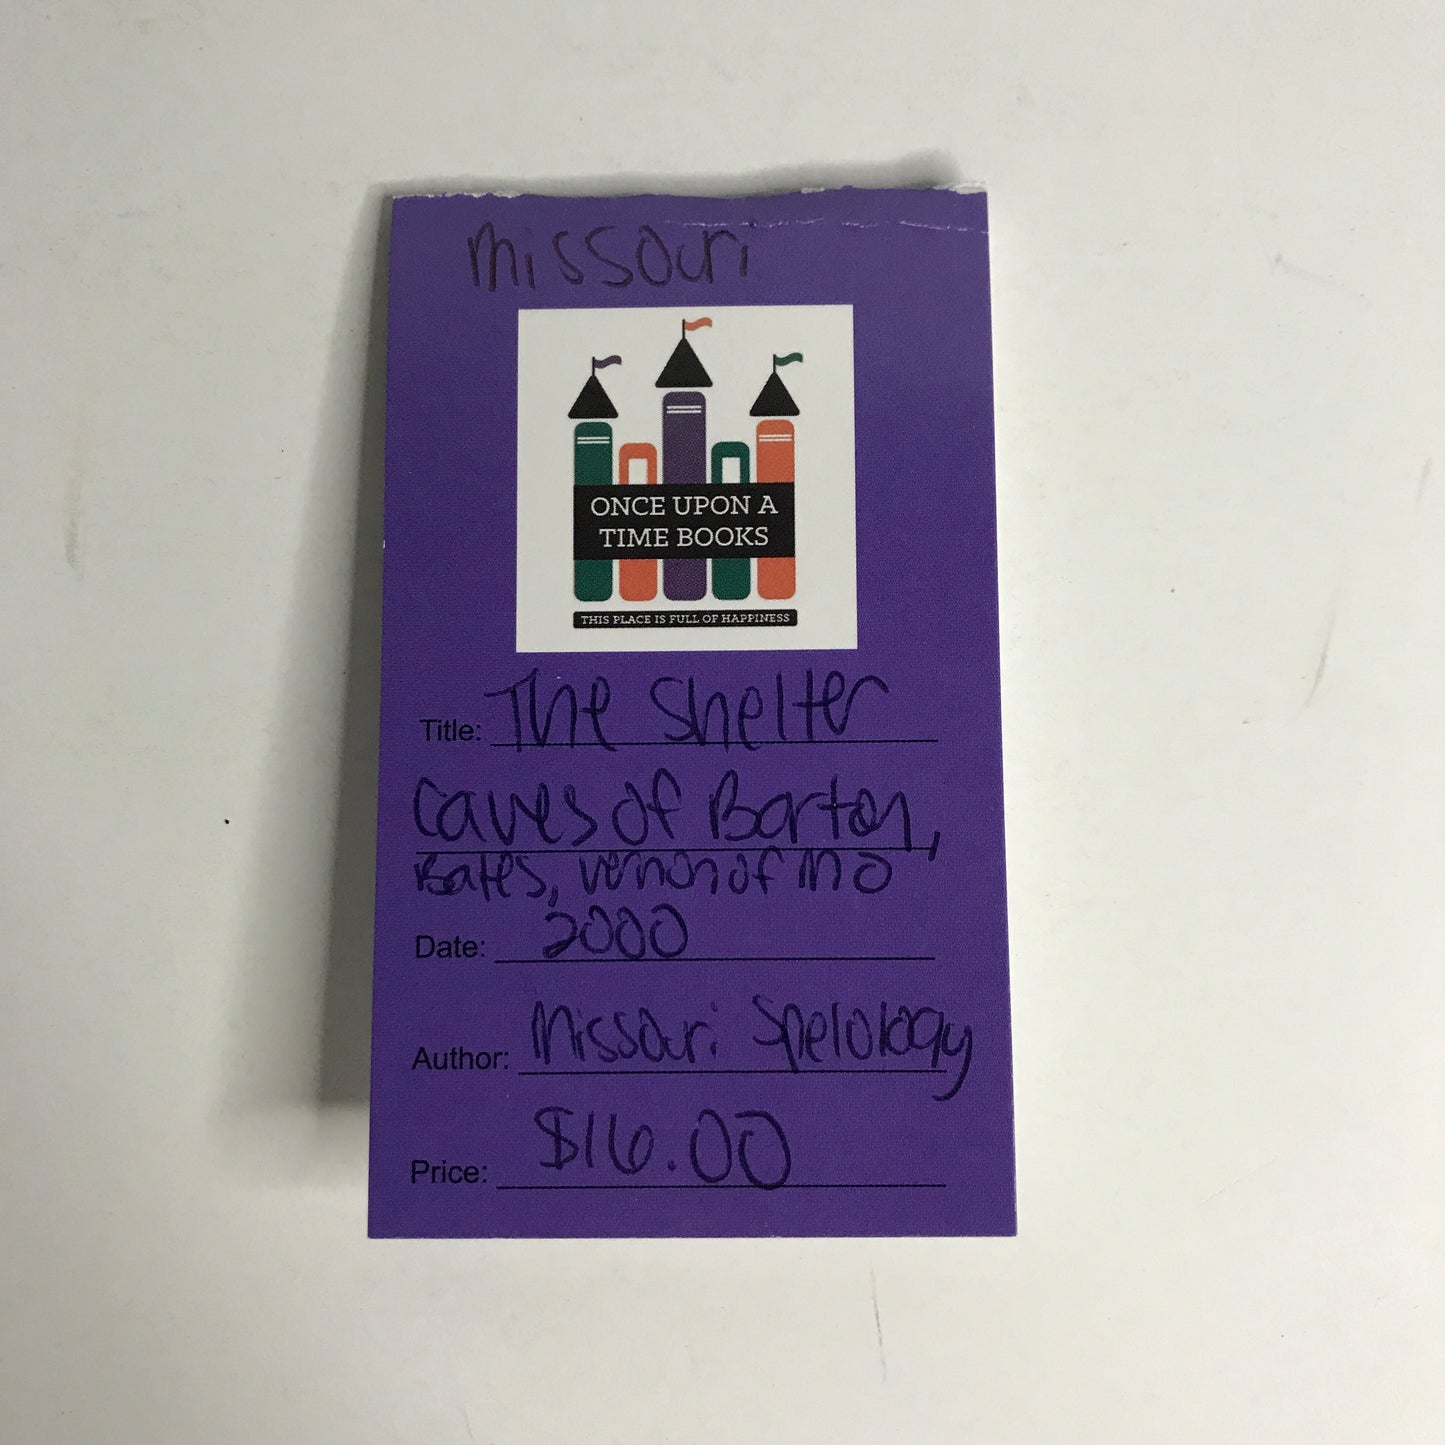 Missouri
ONCE UPON A
TIME BOOKS
THIS PLACE IS FULL OF HAPPINESS
Title: The Shelter
Caves of Barton,
Bates, Vernon of MO
Date: 2000
Author: Missouri Spelology
Price: $16.00